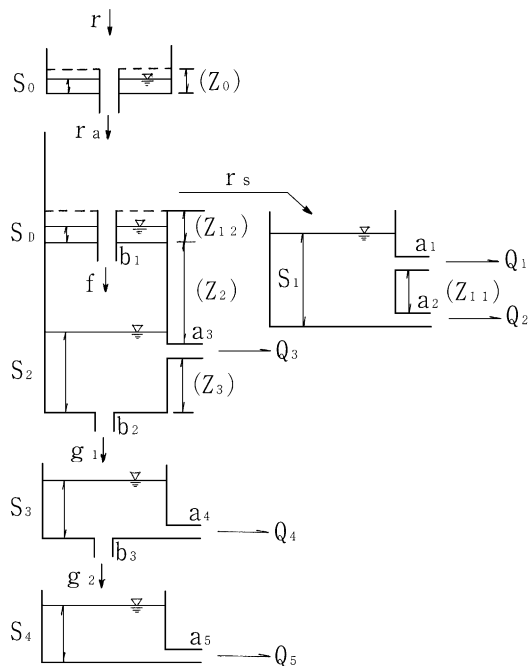 r
S₀ (Z₀)
rₐ
rₛ
S_D (Z₁₂)
b₁
f (Z₂)
S₁ a₁ Q₁
a₂ (Z₁₁)
Q₂
a₃ Q₃
S₂ (Z₃)
b₂
g₁
S₃ a₄ Q₄
b₃
g₂
S₄ a₅ Q₅